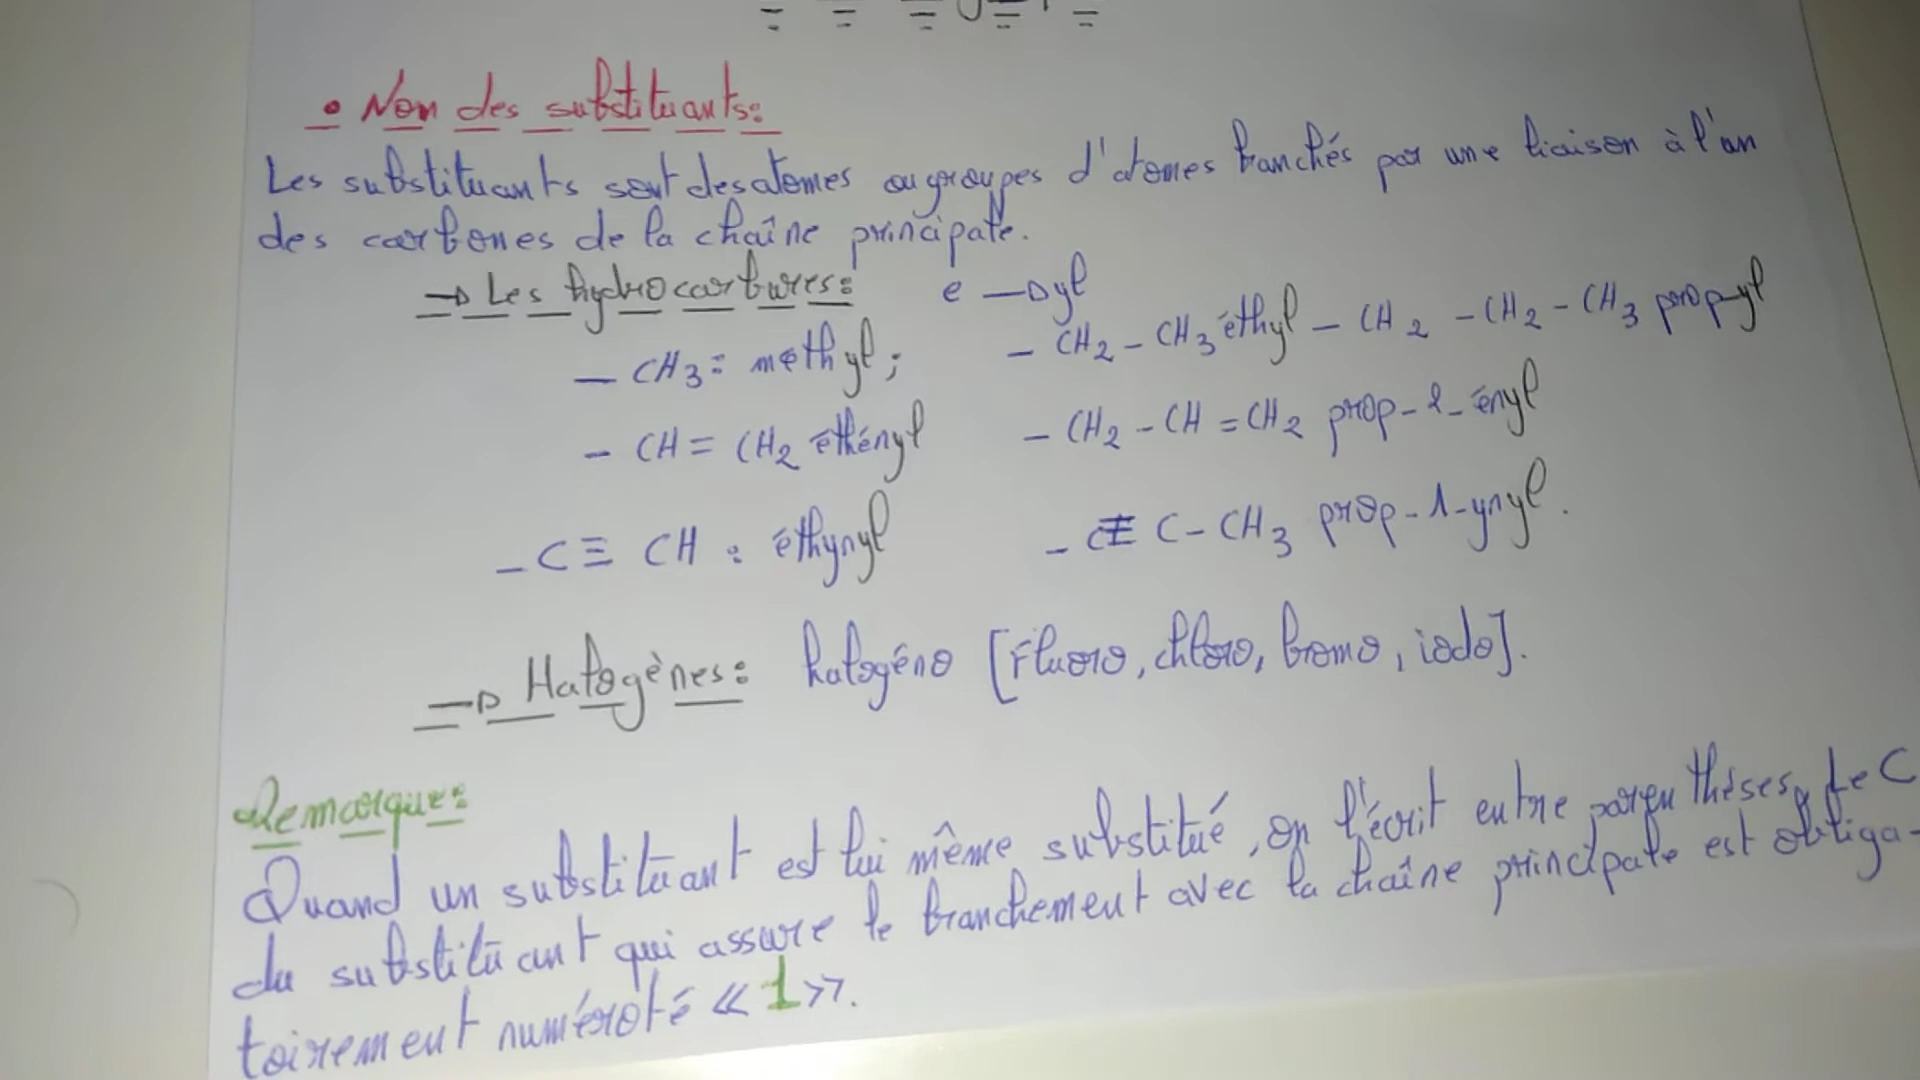 • Nom des substituants:
Les substituants sont des atomes ou groupes d'atomes branchés par une liaison à l'un
des carbones de la chaîne principale.
→ Les hydrocarbures: e → yl
- CH3: méthyl; - CH2 - CH3 éthyl - CH2 - CH2 - CH3 propyl
- CH = CH2 éthényl - CH2 - CH = CH2 prop-2-ényl
- C ≡ CH : éthynyl - C ≡ C - CH3 prop-1-ynyl.
→ Halogènes: halogéno [Fluoro, chloro, bromo, iodo].
Remarque:
Quand un substituant est lui même substitué, on l'écrit entre parenthèses, Le C
du substituant qui assure le branchement avec la chaîne principale est obliga-
toirement numéroté « 1 ».